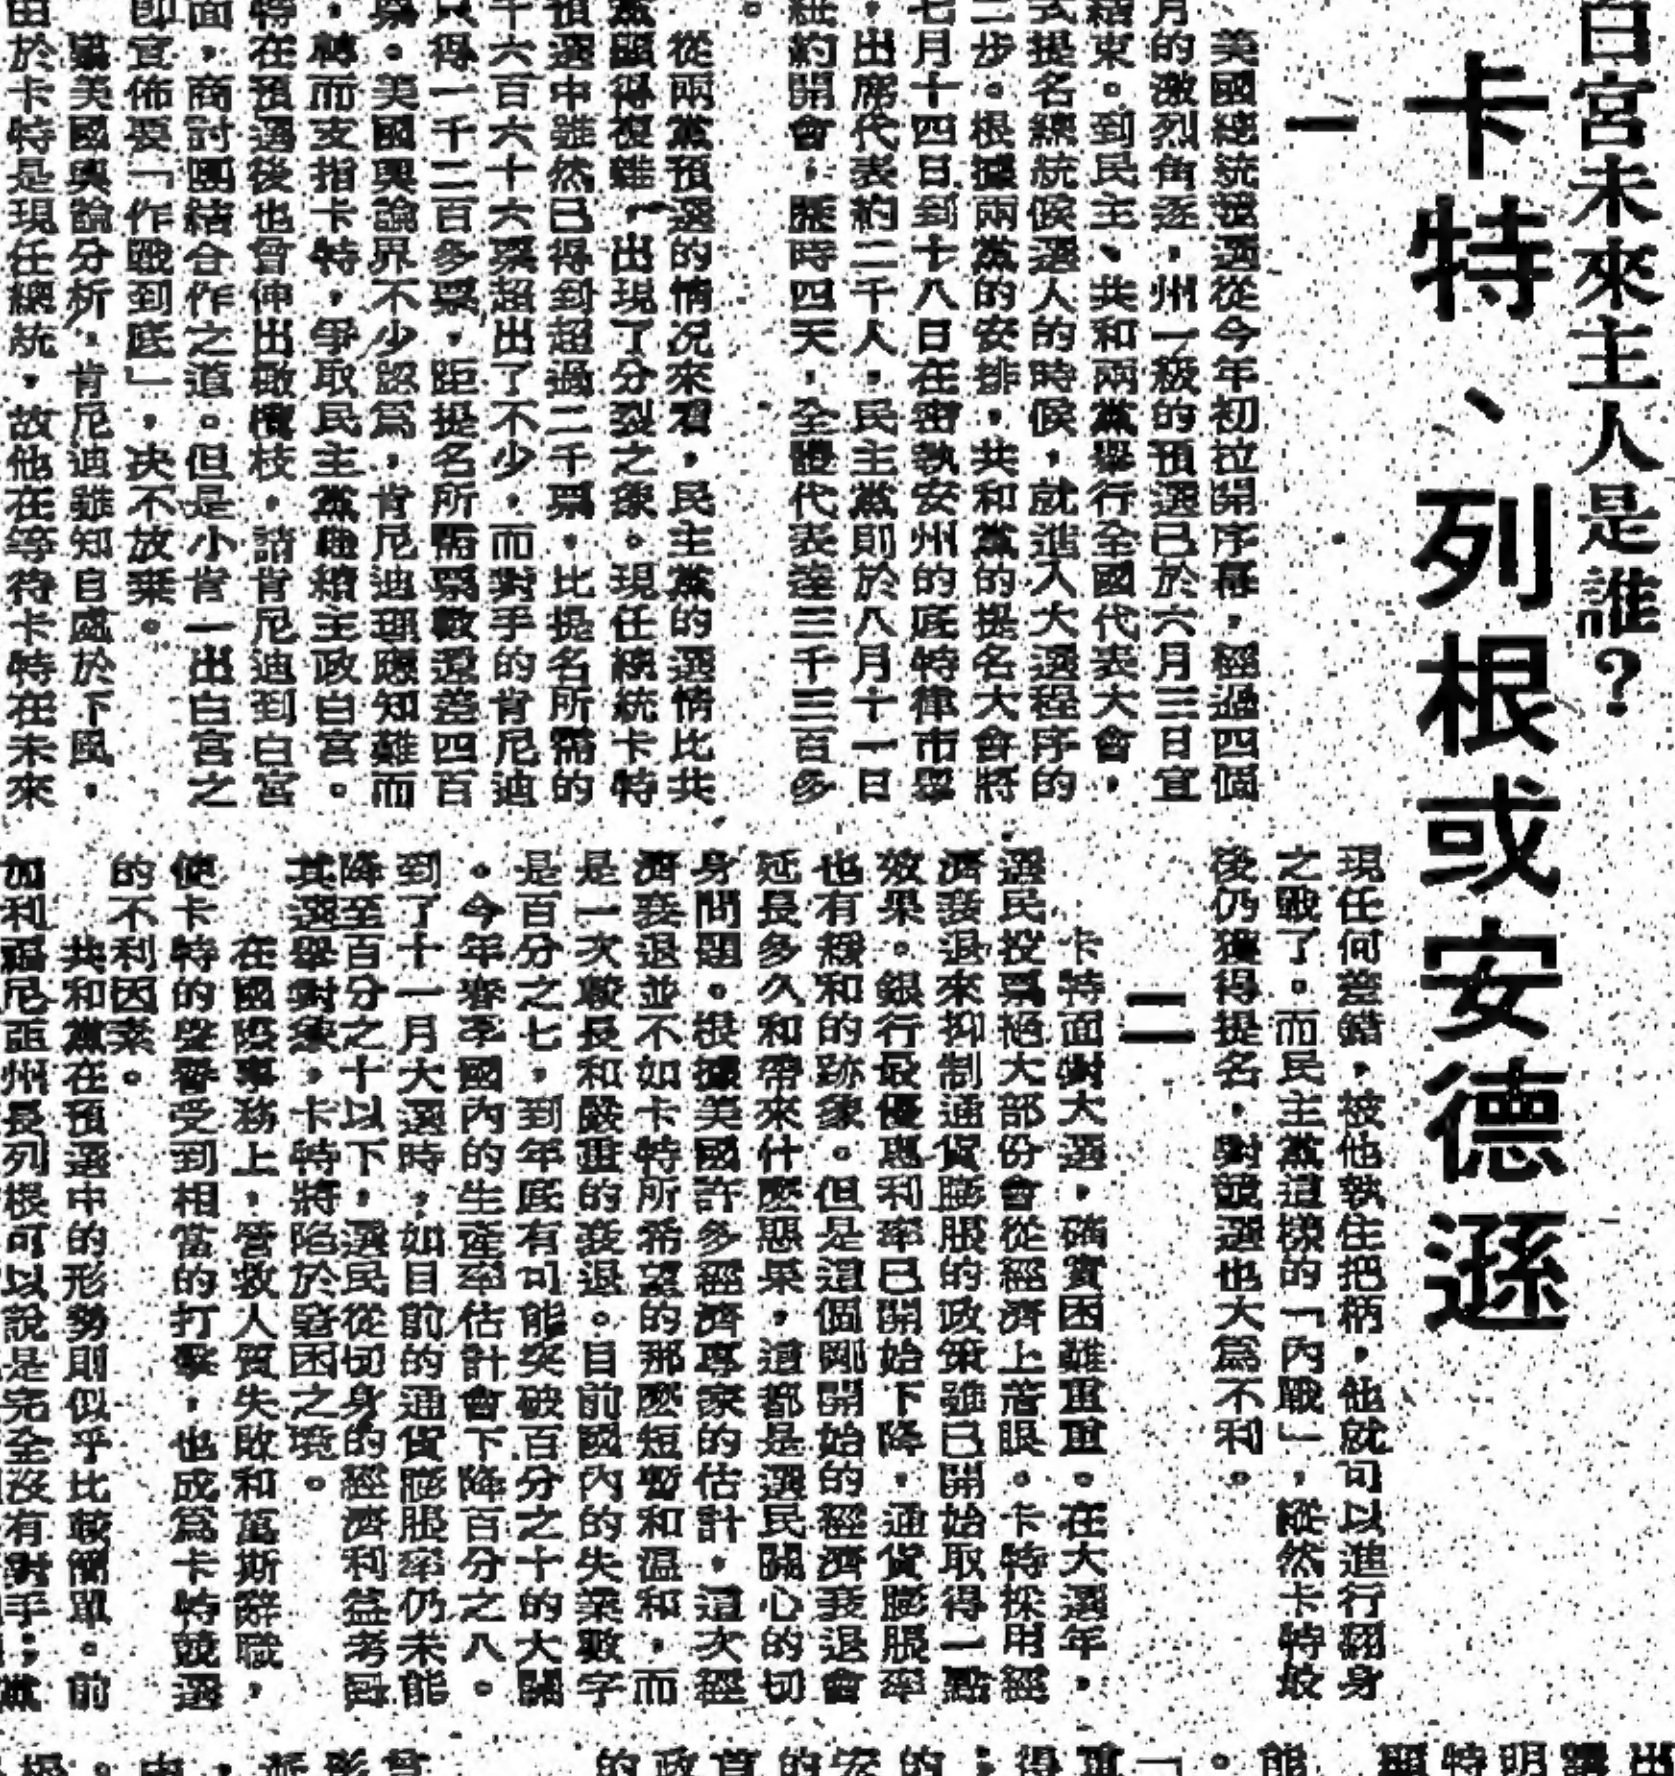 白宮未來主人是誰?
卡特、列根或安德遜
一
美國總統預選從今年初拉開序幕，經過四個
月的激烈角逐，州一級的預選已於六月三日宣
結束。到民主、共和兩黨舉行全國代表大會，
式提名總統候選人的時候，就進入大選程序的
二步。根據兩黨的安排，共和黨的提名大會將
七月十四日到十八日在密執安州的底特律市舉
，出席代表約二千人，民主黨則於八月十一日
紐約開會，歷時四天，全體代表達三千三百多
。
從兩黨預選的情況來看，民主黨的選情比共
黨顯得複雜，出現了分裂之象。現任總統卡特
預選中雖然已得到超過二千票，比提名所需的
千六百六十六票超出了不少，而對手的肯尼迪
只得一千二百多票，距提名所需票數還差四百
票。美國輿論界不少認為，肯尼迪理應知難而
，轉而支指卡特，爭取民主黨繼續主政白宮。
特在預選後也曾伸出橄欖枝，請肯尼迪到白宮
面，商討團結合作之道。但是小肯一出白宮之
即宣佈要「作戰到底」，决不放棄。
據美國輿論分析，肯尼迪雖知自處於下風，
由於卡特是現任總統，故他在等待卡特在未來
現任何差錯，被他執住把柄，他就可以進行翻身
之戰了。而民主黨這樣的「內戰」，縱然卡特最
後仍獲得提名，對競選也大為不利。
二
卡特面對大選，確實困難重重。在大選年，
選民投票絕大部份會從經濟上着眼。卡特採用經
濟衰退來抑制通貨膨脹的政策雖已開始取得一點
效果。銀行最優惠利率已開始下降，通貨膨脹率
也有緩和的跡象。但是這個剛開始的經濟衰退會
延長多久和帶來什麼惡果，這都是選民關心的切
身問題。根據美國許多經濟專家的估計，這次經
濟衰退並不如卡特所希望的那麼短暫和溫和，而
是一次較長和嚴重的衰退。目前國內的失業數字
是百分之七，到年底有可能突破百分之十的大關
。今年春季國內的生產率估計會下降百分之八。
到了十一月大選時，如目前的通貨膨脹率仍未能
降至百分之十以下，選民從切身的經濟利益考慮
其選舉對象，卡特將陷於窘困之境。
在國際事務上，營救人質失敗和萬斯辭職，
使卡特的聲譽受到相當的打擊，也成為卡特競選
的不利因素。
共和黨在預選中的形勢則似乎比較簡單。前
加利福尼亞州長列根可以說是完全沒有對手；黨